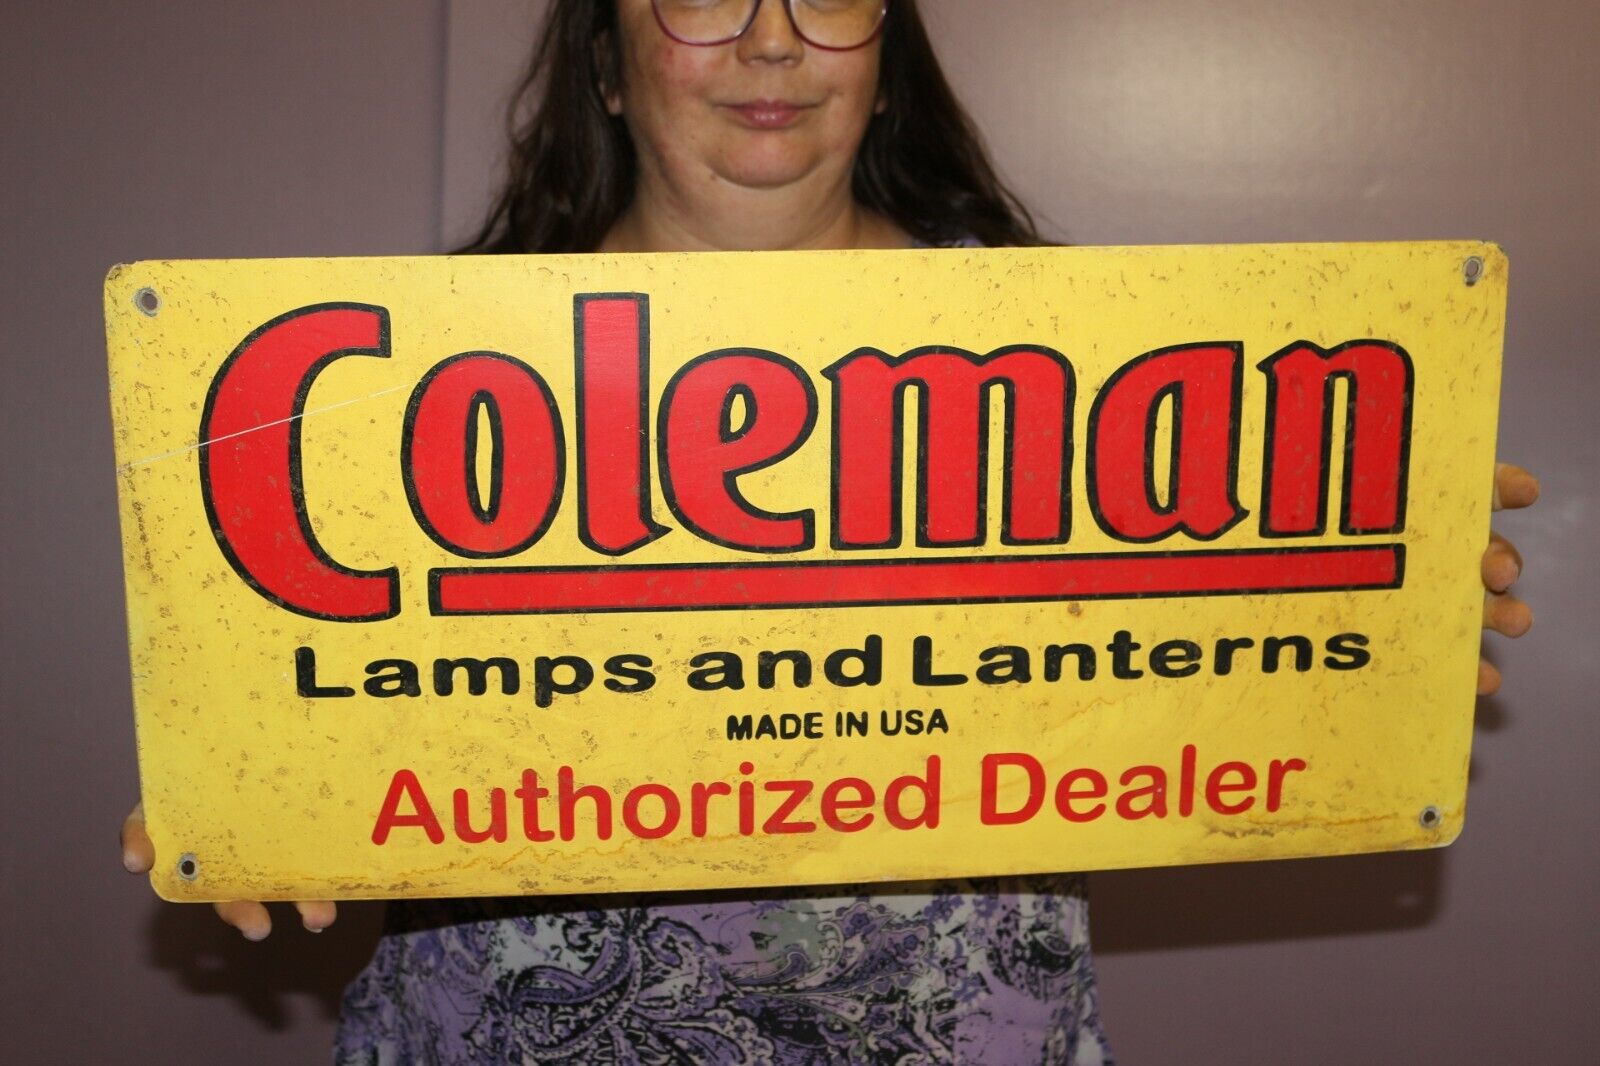 Coleman
Lamps and Lanterns
MADE IN USA
Authorized Dealer